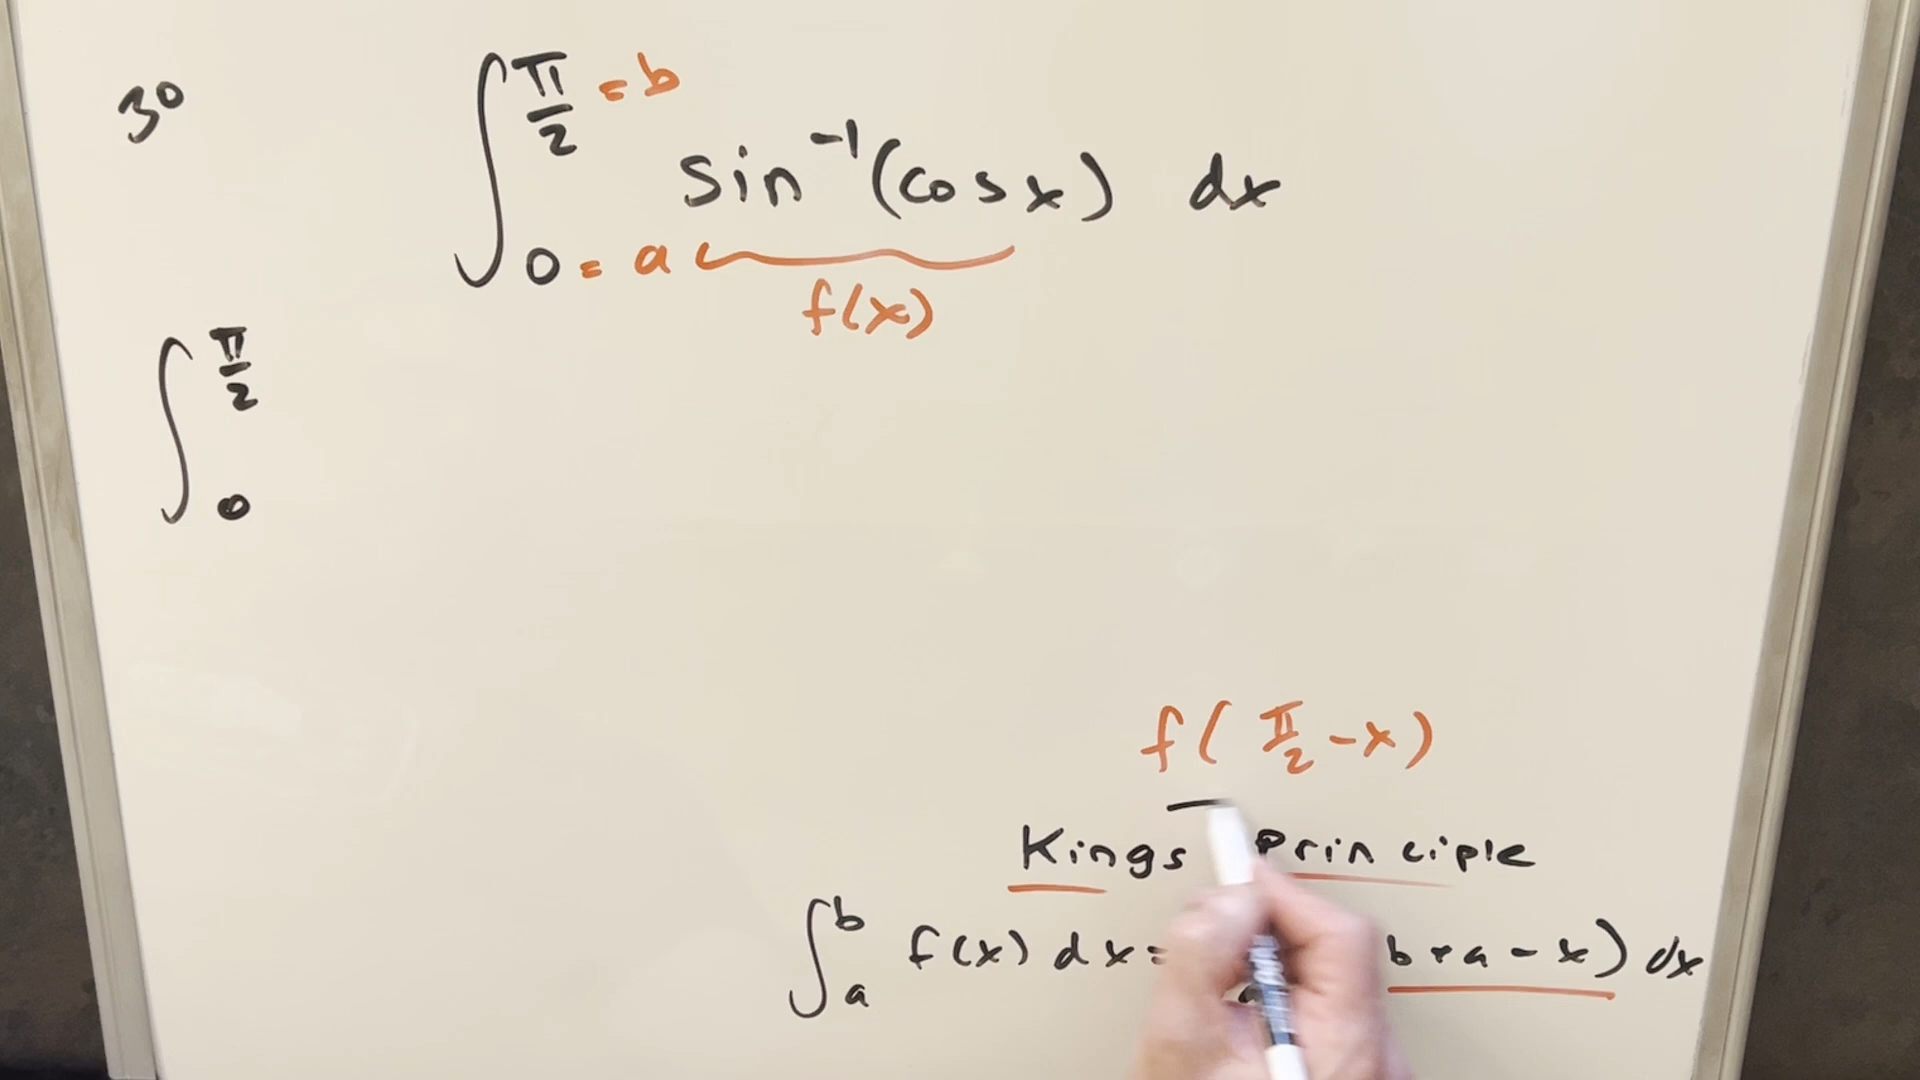 30
∫₀^{π/2} sin⁻¹(cos x) dx
= b
= a
f(x)
∫₀^{π/2}
f( π/2 - x )
Kings Principle
∫ₐᵇ f(x) dx = b + a - x) dx